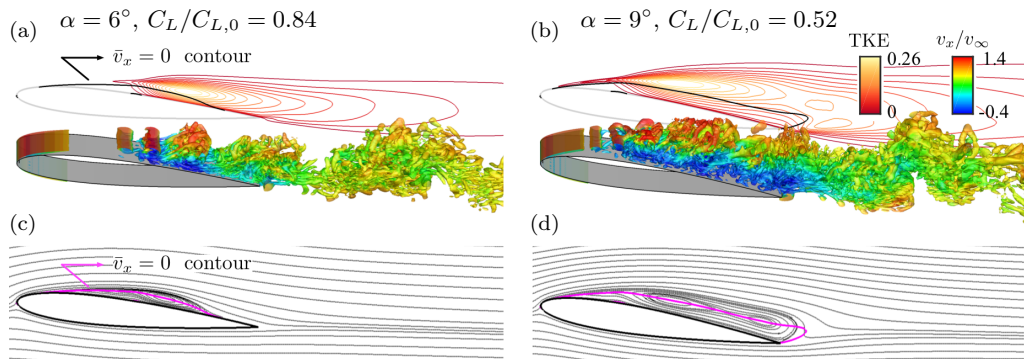 (a) α = 6°, C_L/C_{L,0} = 0.84
v̄_x = 0 contour
(b) α = 9°, C_L/C_{L,0} = 0.52
TKE
0.26
0
v_x/v_∞
1.4
-0.4
(c)
v̄_x = 0 contour
(d)